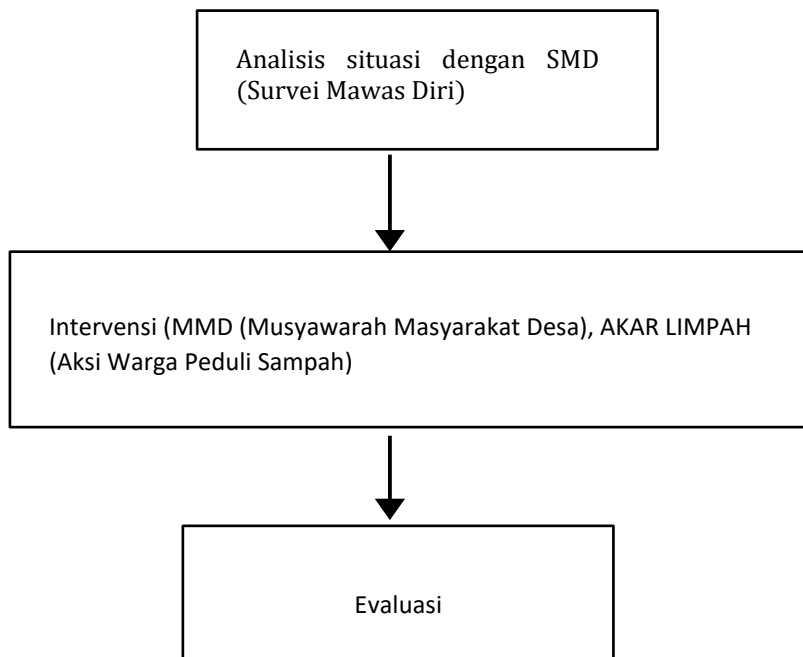 Analisis situasi dengan SMD
(Survei Mawas Diri)
Intervensi (MMD (Musyawarah Masyarakat Desa), AKAR LIMPAH
(Aksi Warga Peduli Sampah)
Evaluasi